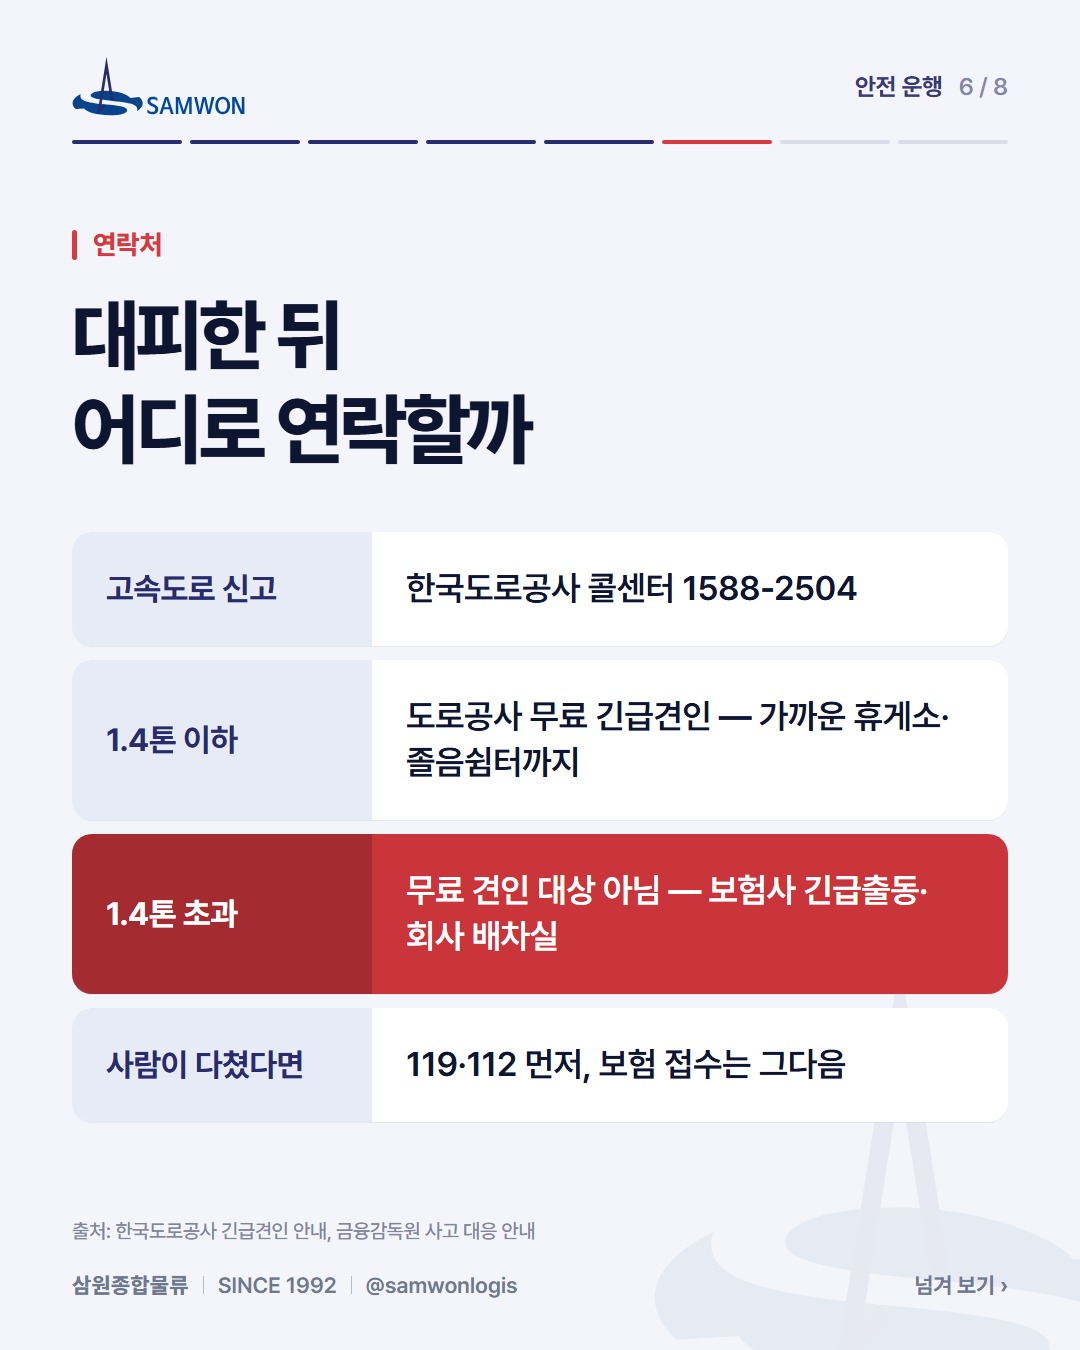 SAMWON
안전 운행 6 / 8
연락처
대피한 뒤
어디로 연락할까
고속도로 신고
한국도로공사 콜센터 1588-2504
1.4톤 이하
도로공사 무료 긴급견인 — 가까운 휴게소·
졸음쉼터까지
1.4톤 초과
무료 견인 대상 아님 — 보험사 긴급출동·
회사 배차실
사람이 다쳤다면
119·112 먼저, 보험 접수는 그다음
출처: 한국도로공사 긴급견인 안내, 금융감독원 사고 대응 안내
삼원종합물류 | SINCE 1992 | @samwonlogis
넘겨 보기 ›